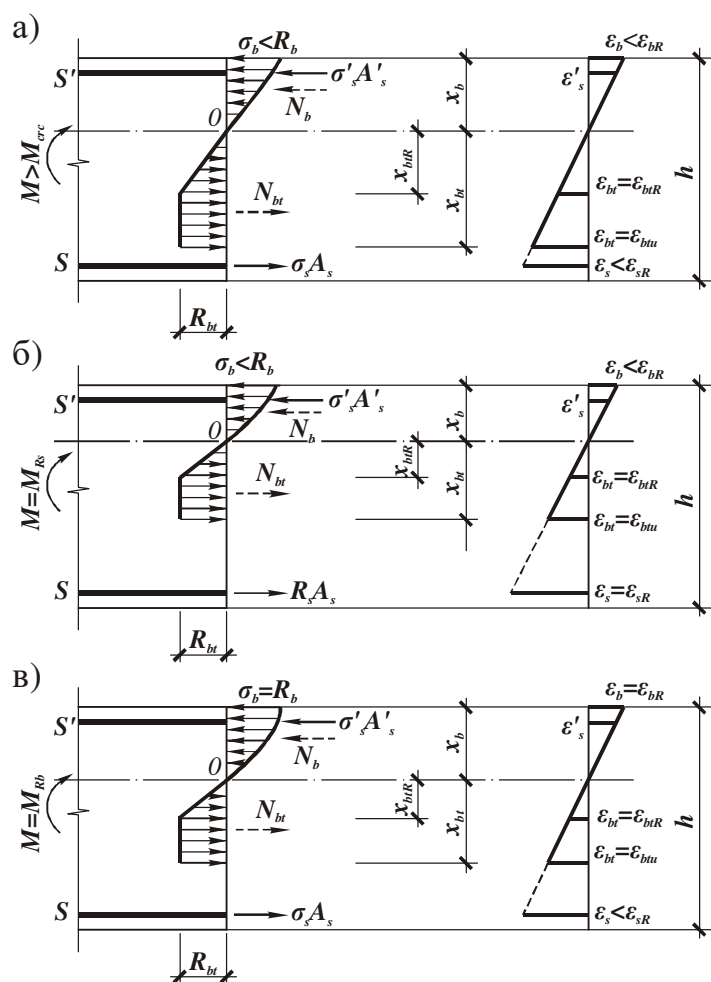 а)
σ_b<R_b
ε_b<ε_bR
S'
σ'_sA'_s
N_b
x_b
ε'_s
O
M>M_crc
x_btR
x_bt
h
N_bt
ε_bt=ε_btR
ε_bt=ε_btu
S
σ_sA_s
ε_s<ε_sR
R_bt
б)
σ_b<R_b
ε_b<ε_bR
S'
σ'_sA'_s
N_b
x_b
ε'_s
O
M=M_Rs
x_btR
x_bt
h
N_bt
ε_bt=ε_btR
ε_bt=ε_btu
S
R_sA_s
ε_s=ε_sR
R_bt
в)
σ_b=R_b
ε_b=ε_bR
S'
σ'_sA'_s
N_b
x_b
ε'_s
O
M=M_Rb
x_btR
x_bt
h
N_bt
ε_bt=ε_btR
ε_bt=ε_btu
S
σ_sA_s
ε_s<ε_sR
R_bt